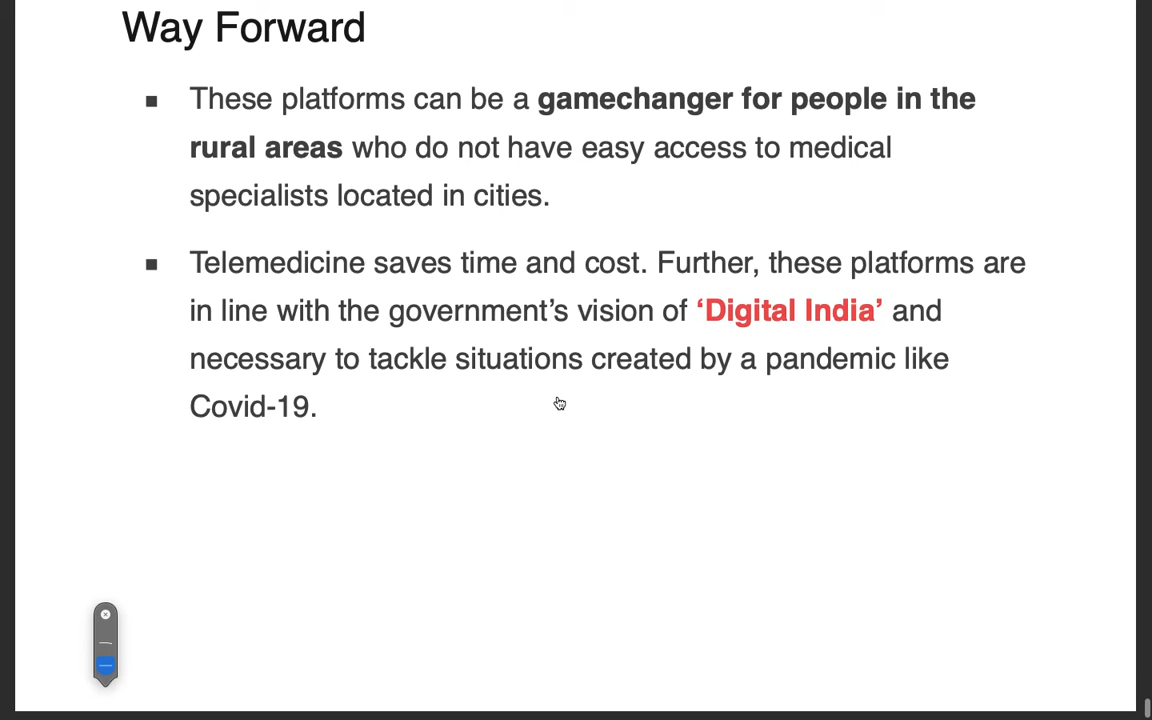 Way Forward
These platforms can be a gamechanger for people in the
rural areas who do not have easy access to medical
specialists located in cities.
Telemedicine saves time and cost. Further, these platforms are
in line with the government’s vision of ‘Digital India’ and
necessary to tackle situations created by a pandemic like
Covid-19.